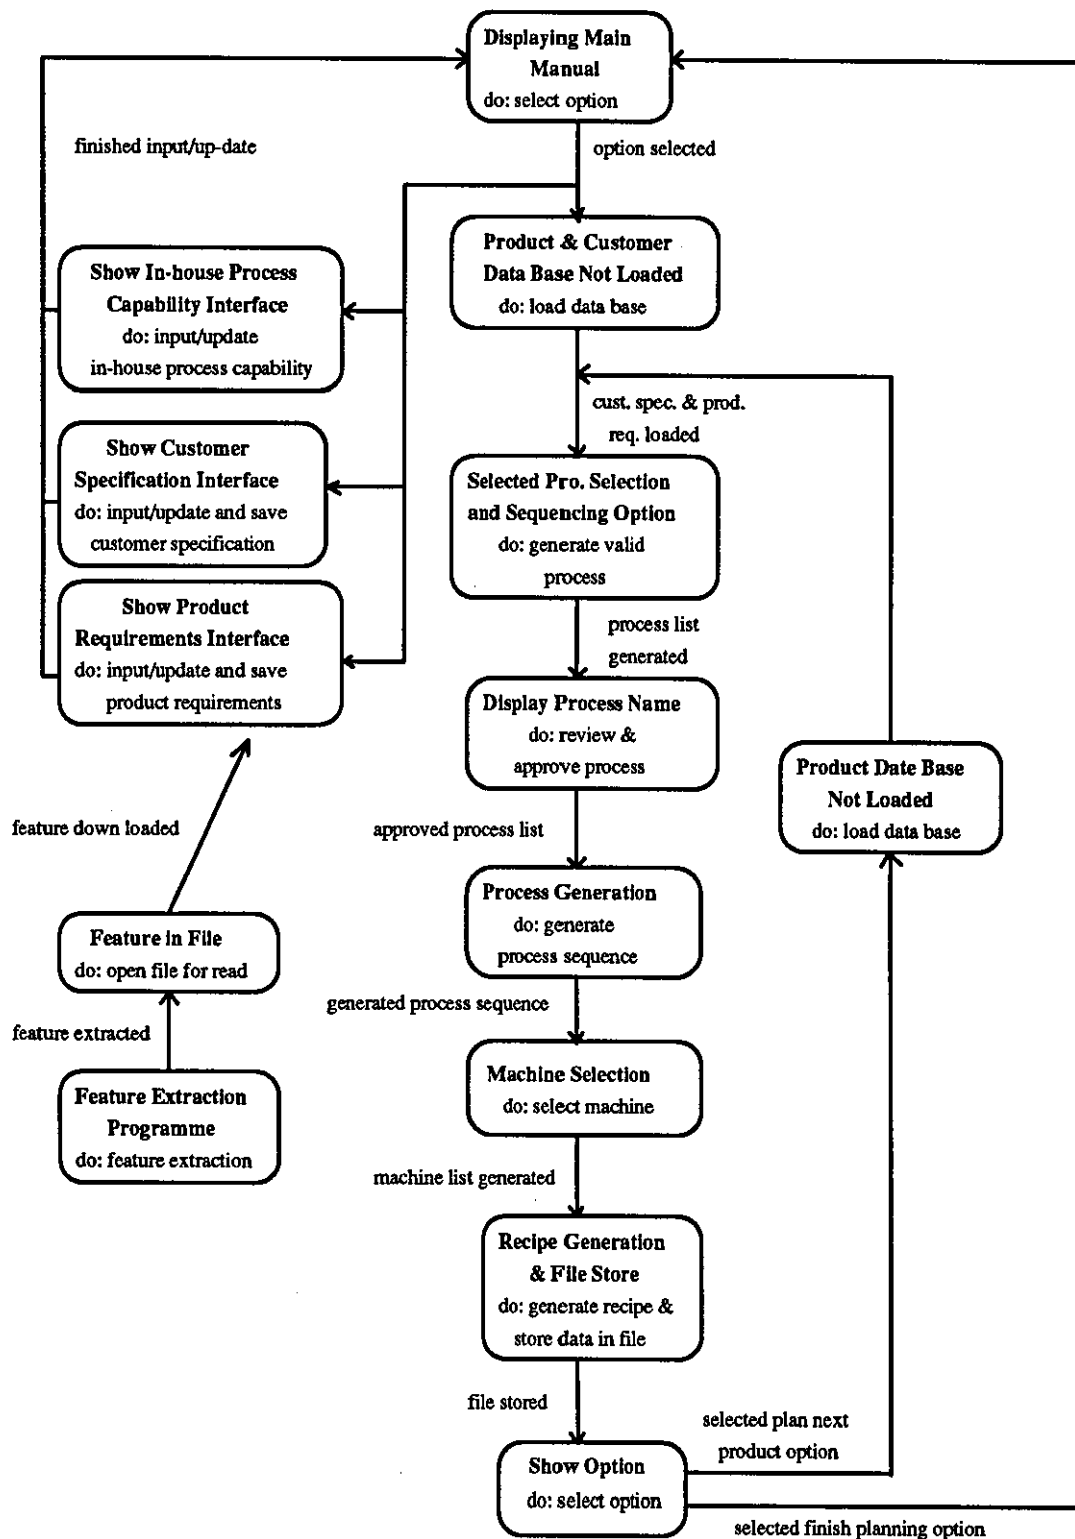 Displaying Main
Manual
do: select option
finished input/up-date
option selected
Product & Customer
Data Base Not Loaded
do: load data base
Show In-house Process
Capability Interface
do: input/update
in-house process capability
cust. spec. & prod.
req. loaded
Show Customer
Specification Interface
do: input/update and save
customer specification
Selected Pro. Selection
and Sequencing Option
do: generate valid
process
Show Product
Requirements Interface
do: input/update and save
product requirements
process list
generated
Display Process Name
do: review &
approve process
Product Date Base
Not Loaded
do: load data base
feature down loaded
approved process list
Process Generation
do: generate
process sequence
Feature in File
do: open file for read
generated process sequence
feature extracted
Machine Selection
do: select machine
Feature Extraction
Programme
do: feature extraction
machine list generated
Recipe Generation
& File Store
do: generate recipe &
store data in file
file stored
selected plan next
product option
Show Option
do: select option
selected finish planning option